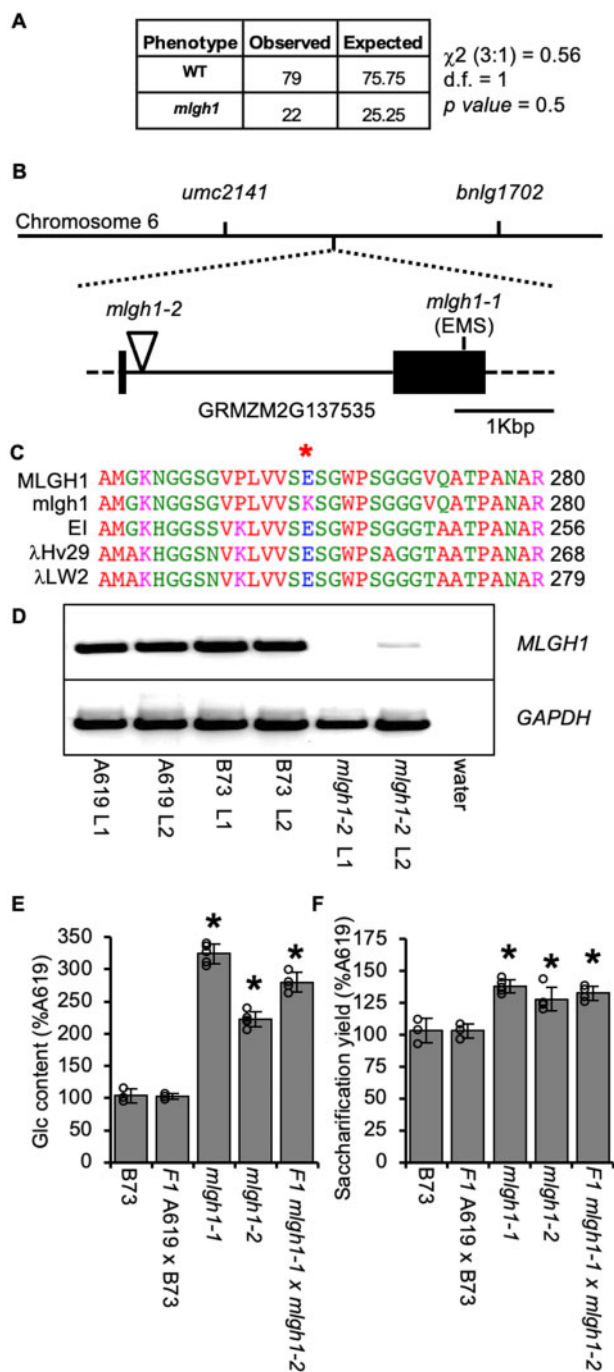 A
Phenotype Observed Expected
WT 79 75.75
mlgh1 22 25.25
χ2 (3:1) = 0.56
d.f. = 1
p value = 0.5
B
umc2141 bnlg1702
Chromosome 6
mlgh1-2 mlgh1-1
(EMS)
GRMZM2G137535
1Kbp
C
*
MLGH1 AMGKNGGSGVPLVVSESGWPSGGGVQATPANAR 280
mlgh1 AMGKNGGSGVPLVVSKSGWPSGGGVQATPANAR 280
EI AMGKHGGSSVKLVVSESGWPSGGGTAATPANAR 256
λHv29 AMAKHGGSNVKLVVSESGWPSAGGTAATPANAR 268
λLW2 AMAKHGGSNVKLVVSESGWPSGGGTAATPANAR 279
D
MLGH1
GAPDH
A619 L1
A619 L2
B73 L1
B73 L2
mlgh1-2 L1
mlgh1-2 L2
water
E
Glc content (%A619)
350
300
250
200
150
100
50
0
* * *
B73
F1 A619 x B73
mlgh1-1
mlgh1-2
F1 mlgh1-1 x mlgh1-2
F
Saccharification yield (%A619)
175
150
125
100
75
50
25
0
* * *
B73
F1 A619 x B73
mlgh1-1
mlgh1-2
F1 mlgh1-1 x mlgh1-2